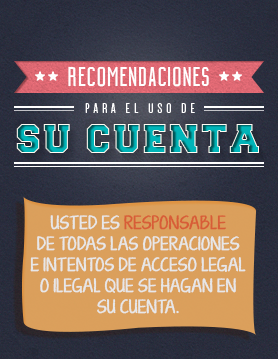 RECOMENDACIONES
PARA EL USO DE
SU CUENTA
USTED ES RESPONSABLE
DE TODAS LAS OPERACIONES
E INTENTOS DE ACCESO LEGAL
O ILEGAL QUE SE HAGAN EN
SU CUENTA.